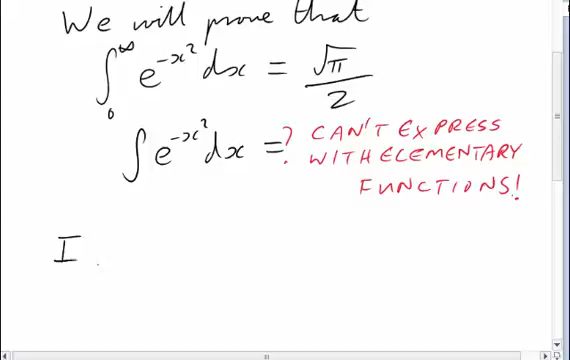 We will prove that
∫₀^∞ e^{-x²} dx = √π / 2
∫ e^{-x²} dx = ? CAN'T EXPRESS
WITH ELEMENTARY
FUNCTIONS!
I